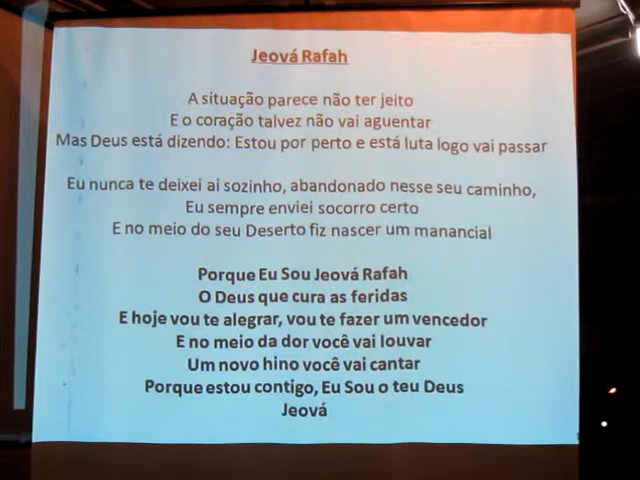 Jeová Rafah
A situação parece não ter jeito
E o coração talvez não vai aguentar
Mas Deus está dizendo: Estou por perto e está luta logo vai passar
Eu nunca te deixei ai sozinho, abandonado nesse seu caminho,
Eu sempre enviei socorro certo
E no meio do seu Deserto fiz nascer um manancial
Porque Eu Sou Jeová Rafah
O Deus que cura as feridas
E hoje vou te alegrar, vou te fazer um vencedor
E no meio da dor você vai louvar
Um novo hino você vai cantar
Porque estou contigo, Eu Sou o teu Deus
Jeová